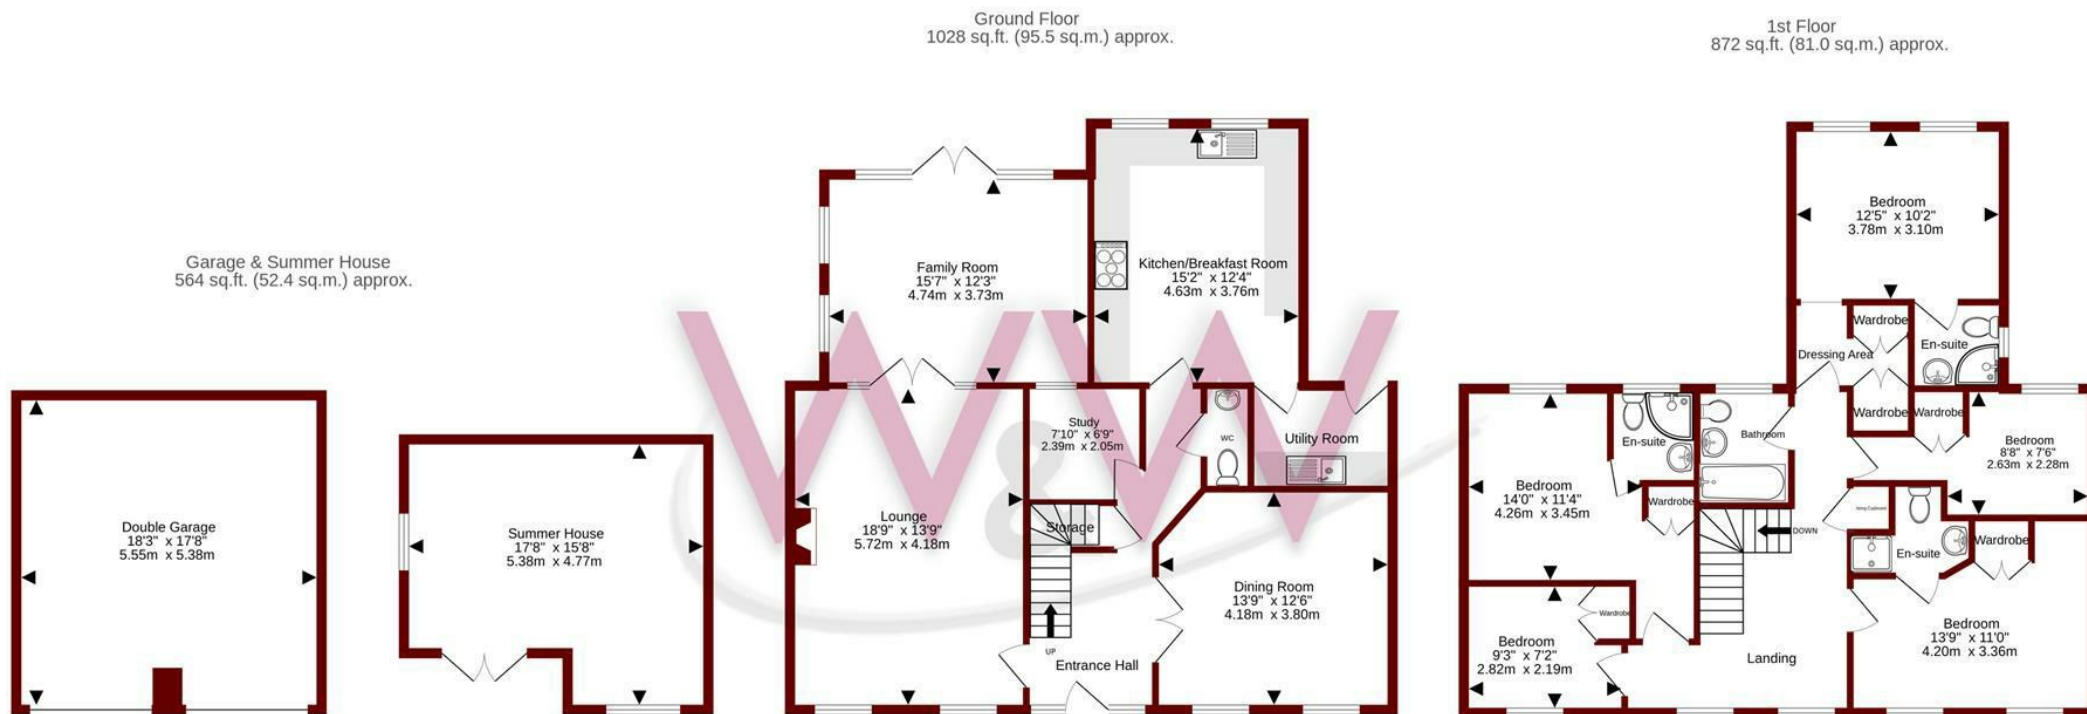 Ground Floor
1028 sq.ft. (95.5 sq.m.) approx.
1st Floor
872 sq.ft. (81.0 sq.m.) approx.
Garage & Summer House
564 sq.ft. (52.4 sq.m.) approx.
Double Garage
18'3" x 17'8"
5.55m x 5.38m
Summer House
17'8" x 15'8"
5.38m x 4.77m
Family Room
15'7" x 12'3"
4.74m x 3.73m
Kitchen/Breakfast Room
15'2" x 12'4"
4.63m x 3.76m
W&W
Study
7'10" x 6'9"
2.39m x 2.05m
WC
Utility Room
Lounge
18'9" x 13'9"
5.72m x 4.18m
Storage
Dining Room
13'9" x 12'6"
4.18m x 3.80m
UP
Entrance Hall
Bedroom
12'5" x 10'2"
3.78m x 3.10m
Wardrobe
En-suite
Dressing Area
Wardrobe
Wardrobe
Bedroom
8'8" x 7'6"
2.63m x 2.28m
En-suite
Bathroom
Bedroom
14'0" x 11'4"
4.26m x 3.45m
Wardrobe
DOWN
En-suite
Wardrobe
Wardrobe
Bedroom
9'3" x 7'2"
2.82m x 2.19m
Landing
Bedroom
13'9" x 11'0"
4.20m x 3.36m